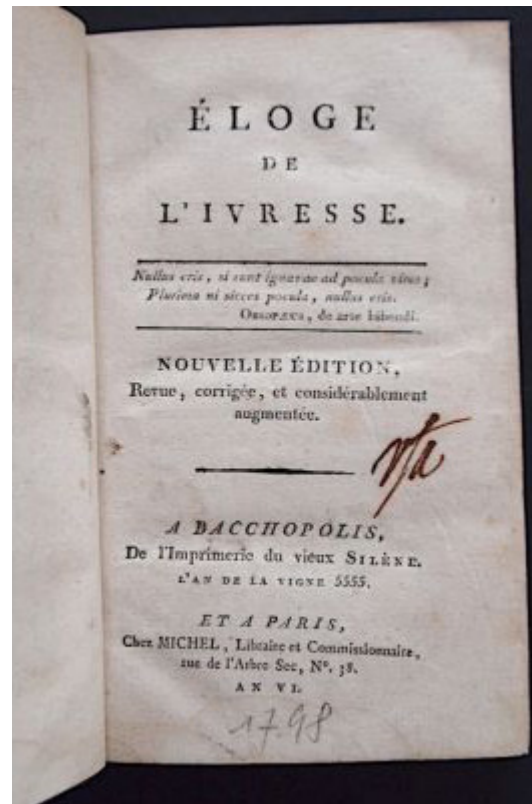 ÉLOGE
DE
L'IVRESSE.
Nullus eris, si sunt ignavae ad pocula vires;
Plurima ni sicces pocula, nullus eris.
OBSOPÆUS, de arte bibendi.
NOUVELLE ÉDITION,
Revue, corrigée, et considérablement
augmentée.
A BACCHOPOLIS,
De l'Imprimerie du vieux SILÈNE.
L'AN DE LA VIGNE 5555.
ET A PARIS,
Chez MICHEL, Libraire et Commissionnaire,
rue de l'Arbre Sec, N°. 38.
AN VI.
1798